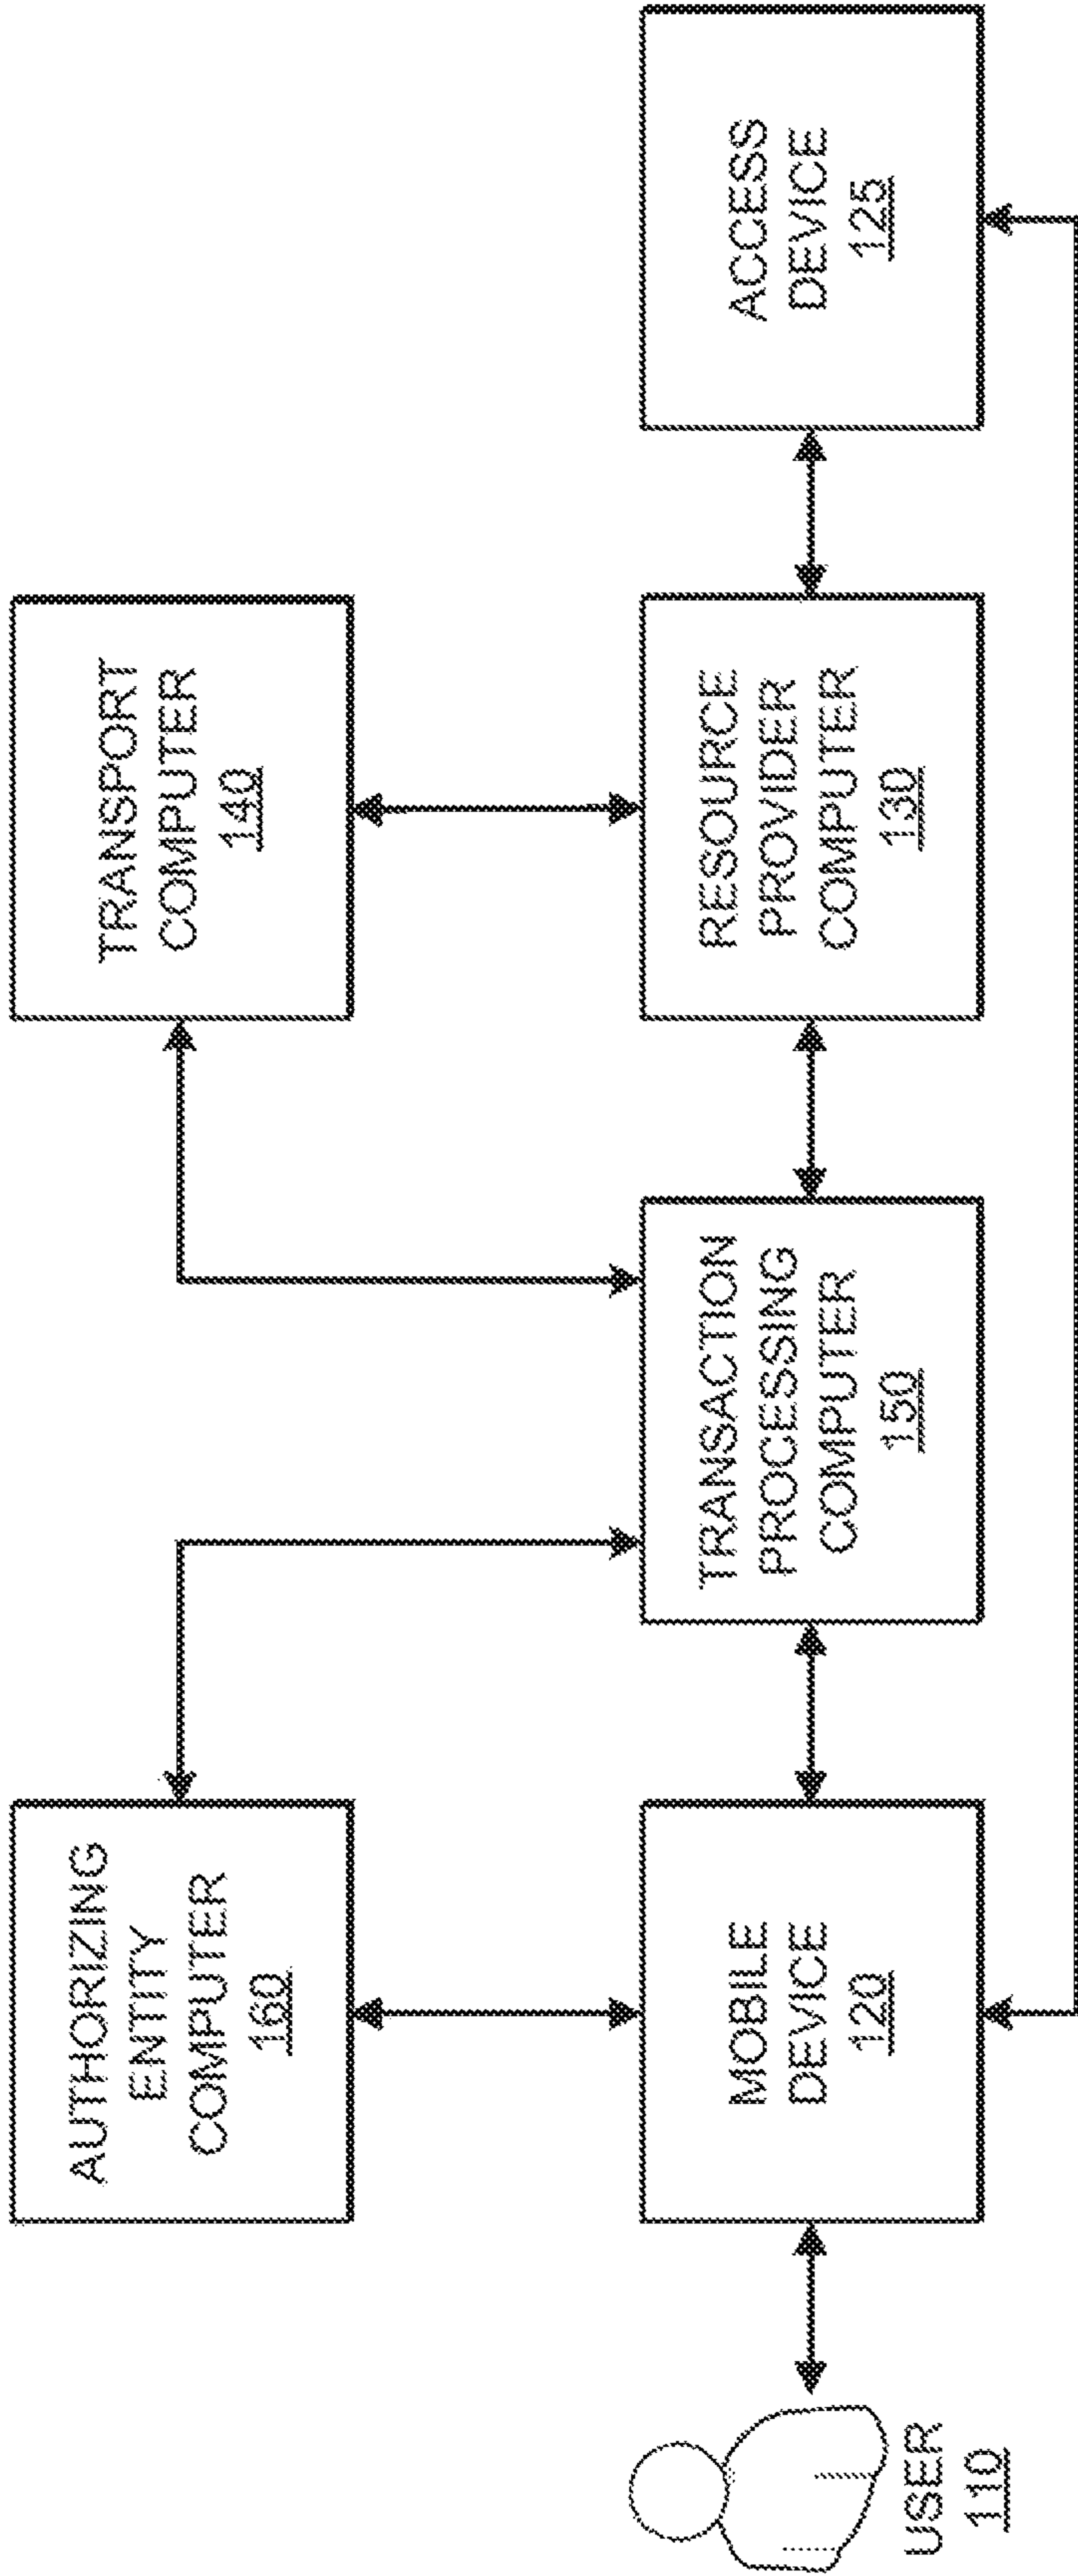 AUTHORIZING
ENTITY
COMPUTER
160
TRANSPORT
COMPUTER
140
USER
110
MOBILE
DEVICE
120
TRANSACTION
PROCESSING
COMPUTER
150
RESOURCE
PROVIDER
COMPUTER
130
ACCESS
DEVICE
125